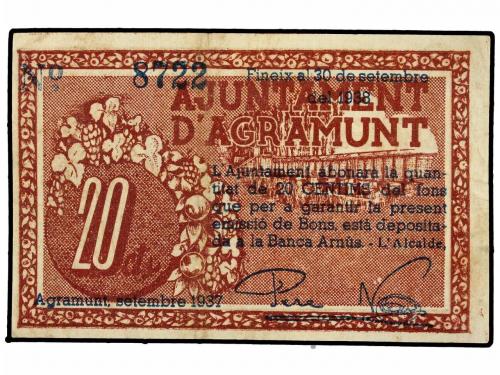 Nº 8722 Fineix al 30 de setembre
del 1938
AJUNTAMENT
D'AGRAMUNT
L'Ajuntament abonarà la quan-
titat de 20 CENTIMS del fons
que per a garantir la present
emissió de Bons, està deposita-
da a la Banca Arnús. - L'Alcalde,
20
cts
Agramunt, setembre 1937
Pere